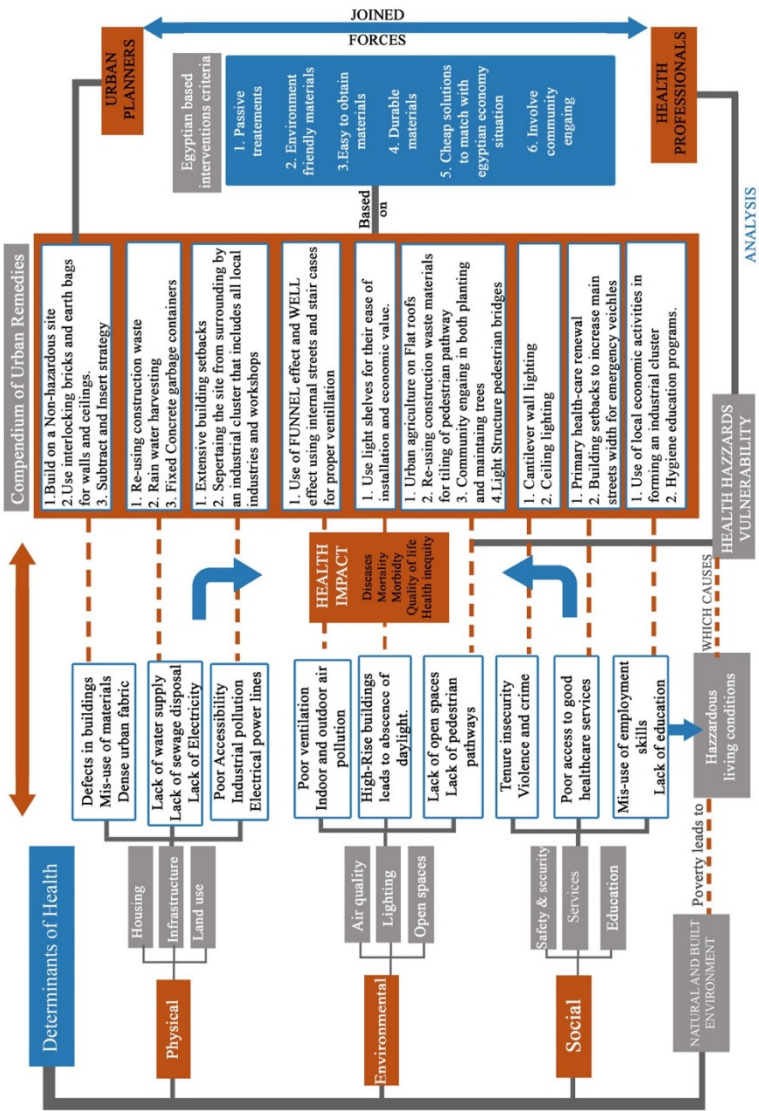 Determinants of Health
Compendium of Urban Remedies
JOINED
FORCES
URBAN
PLANNERS
HEALTH
PROFESSIONALS
Egyptian based
interventions criteria
1. Passive
treatements
2. Environment
friendly materials
3.Easy to obtain
materials
4. Durable
materials
5. Cheap solutions
to match with
egyptian economy
situation
6. Involve
community
engaing
Based
on
Physical
Housing
Infrastructure
Land use
Defects in buildings
Mis-use of materials
Dense urban fabric
Lack of water supply
Lack of sewage disposal
Lack of Electricity
Poor Accessibility
Industrial pollution
Electrical power lines
1.Build on a Non-hazardous site
2.Use interlocking bricks and earth bags
for walls and ceilings.
3. Subtract and Insert strategy
1.Re-using construction waste
2. Rain water harvesting
3. Fixed Concrete garbage containers
1. Extensive building setbacks
2. Sepertaing the site from surrounding by
an industrial cluster that includes all local
industries and workshops
Environmental
Air quality
Lighting
Open spaces
Poor ventilation
Indoor and outdoor air
pollution
High-Rise buildings
leads to abscence of
daylight.
Lack of open spaces
Lack of pedestrian
pathways
HEALTH
IMPACT
Diseases
Mortality
Morbidty
Quality of life
Health inequity
1. Use of FUNNEL effect and WELL
effect using internal streets and stair cases
for proper ventillation
1. Use light shelves for their ease of
installation and economic value.
1. Urban agriculture on Flat roofs
2. Re-using construction waste materials
for tiling of pedestrian pathway
3. Community engaing in both planting
and maintaning trees
4.Light Structure pedestrian bridges
Social
Safety & security
Services
Education
Tenure insecurity
Violence and crime
Poor access to good
healthcare services
Mis-use of employment
skills
Lack of education
1. Cantilever wall lighting
2. Ceiling lighting
1. Primary health-care renewal
2. Building setbacks to increase main
streets width for emergency veichles
1. Use of local economic activities in
forming an industrial cluster
2. Hygiene education programs.
NATURAL AND BUILT
ENVIRONMENT
Poverty leads to
Hazzardous
living conditions
WHICH CAUSES
HEALTH HAZZARDS
VULNERABILITY
ANALYSIS